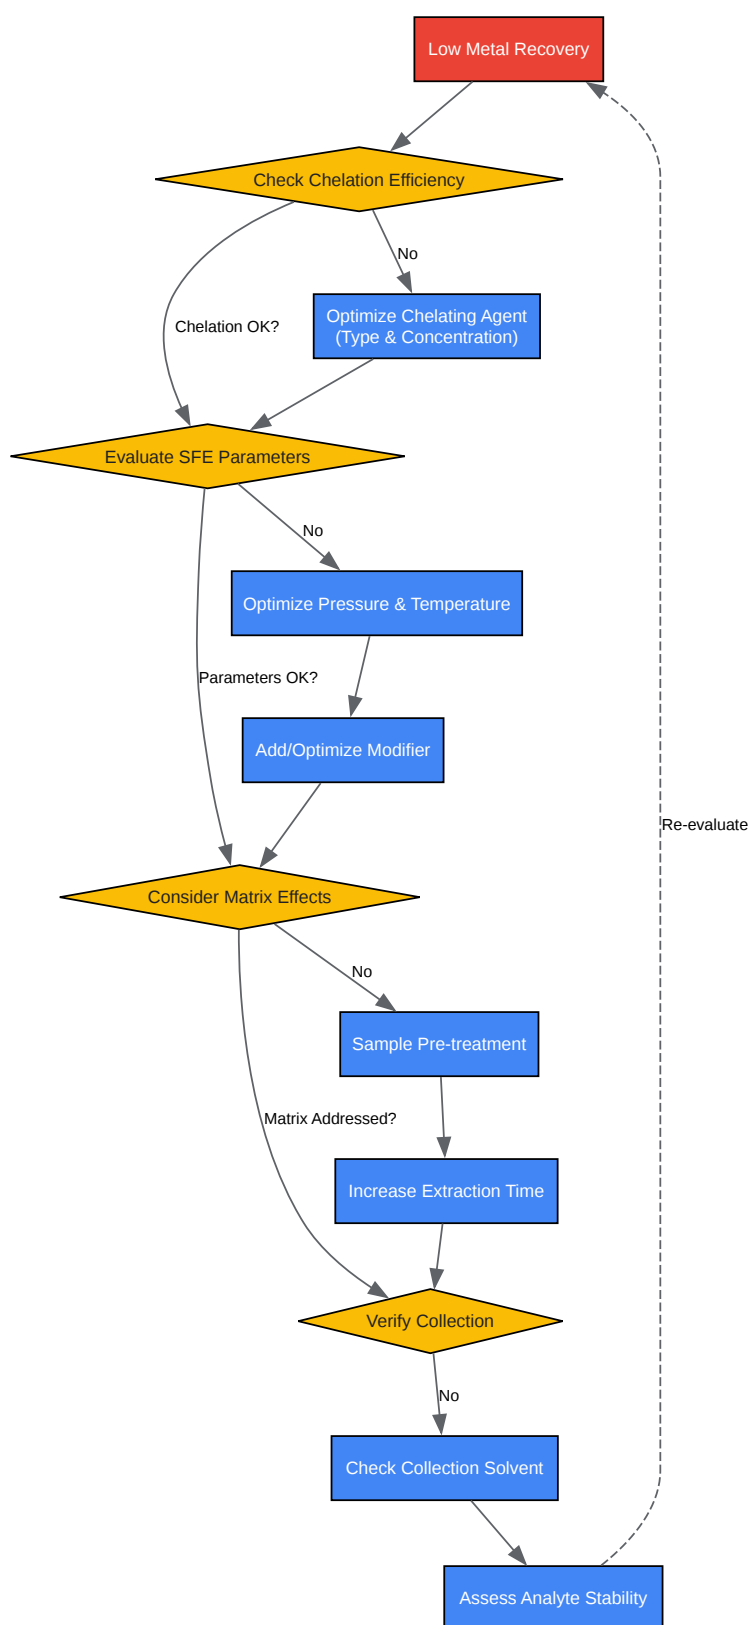 Low Metal Recovery
Check Chelation Efficiency
No
Optimize Chelating Agent
(Type & Concentration)
Chelation OK?
Evaluate SFE Parameters
No
Optimize Pressure & Temperature
Parameters OK?
Add/Optimize Modifier
Re-evaluate
Consider Matrix Effects
No
Sample Pre-treatment
Matrix Addressed?
Increase Extraction Time
Verify Collection
No
Check Collection Solvent
Assess Analyte Stability